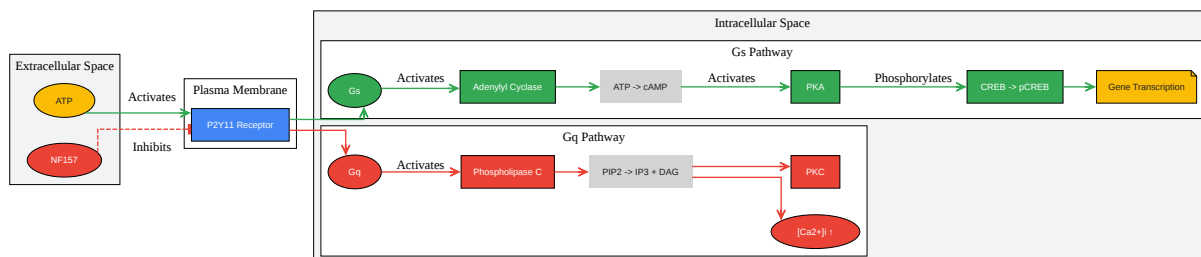 Intracellular Space
Gs Pathway
Extracellular Space
ATP
Activates
Plasma Membrane
P2Y11 Receptor
NF157
Inhibits
Gs
Activates
Adenylyl Cyclase
ATP -> cAMP
Activates
PKA
Phosphorylates
CREB -> pCREB
Gene Transcription
Gq Pathway
Gq
Activates
Phospholipase C
PIP2 -> IP3 + DAG
PKC
[Ca2+]i ↑